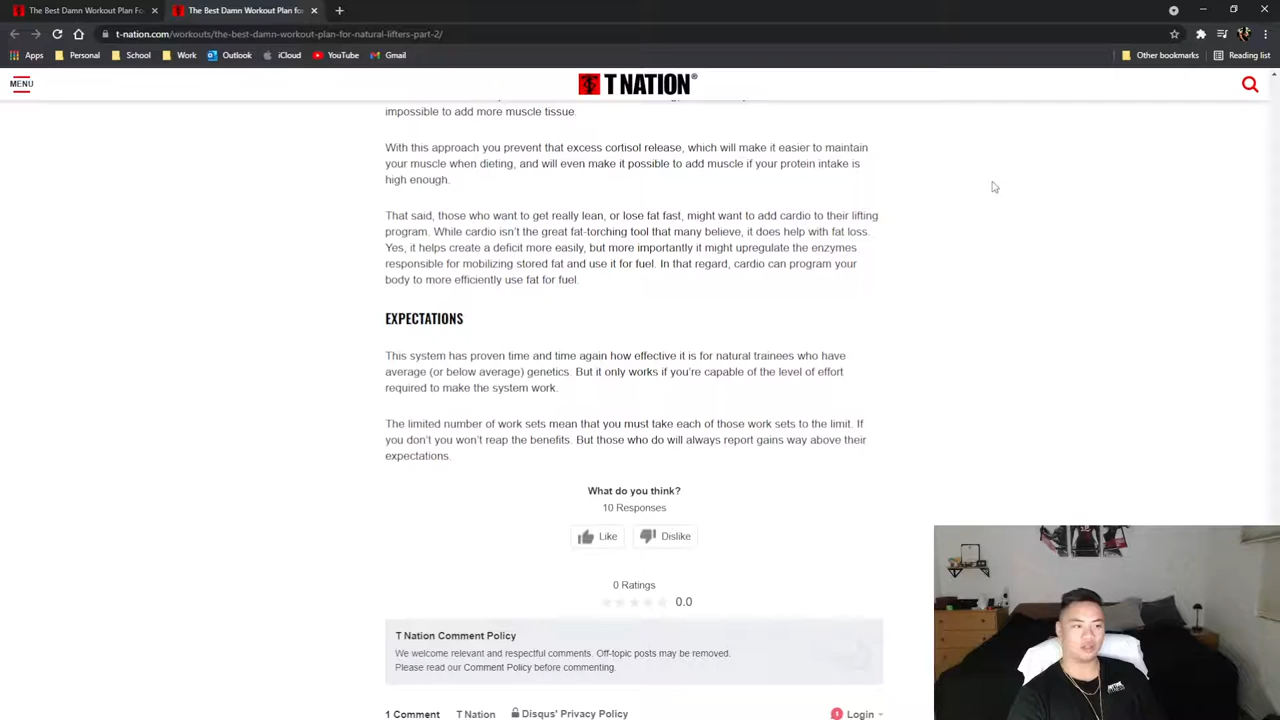 The Best Damn Workout Plan Fo
The Best Damn Workout Plan for
t-nation.com/workouts/the-best-damn-workout-plan-for-natural-lifters-part-2/
Apps
Personal
School
Work
Outlook
iCloud
YouTube
Gmail
Other bookmarks
Reading list
MENU
T NATION®
impossible to add more muscle tissue.
With this approach you prevent that excess cortisol release, which will make it easier to maintain
your muscle when dieting, and will even make it possible to add muscle if your protein intake is
high enough.
That said, those who want to get really lean, or lose fat fast, might want to add cardio to their lifting
program. While cardio isn't the great fat-torching tool that many believe, it does help with fat loss.
Yes, it helps create a deficit more easily, but more importantly it might upregulate the enzymes
responsible for mobilizing stored fat and use it for fuel. In that regard, cardio can program your
body to more efficiently use fat for fuel.
EXPECTATIONS
This system has proven time and time again how effective it is for natural trainees who have
average (or below average) genetics. But it only works if you're capable of the level of effort
required to make the system work.
The limited number of work sets mean that you must take each of those work sets to the limit. If
you don't you won't reap the benefits. But those who do will always report gains way above their
expectations.
What do you think?
10 Responses
Like
Dislike
0 Ratings
0.0
T Nation Comment Policy
We welcome relevant and respectful comments. Off-topic posts may be removed.
Please read our Comment Policy before commenting.
1 Comment
T Nation
Disqus' Privacy Policy
1
Login